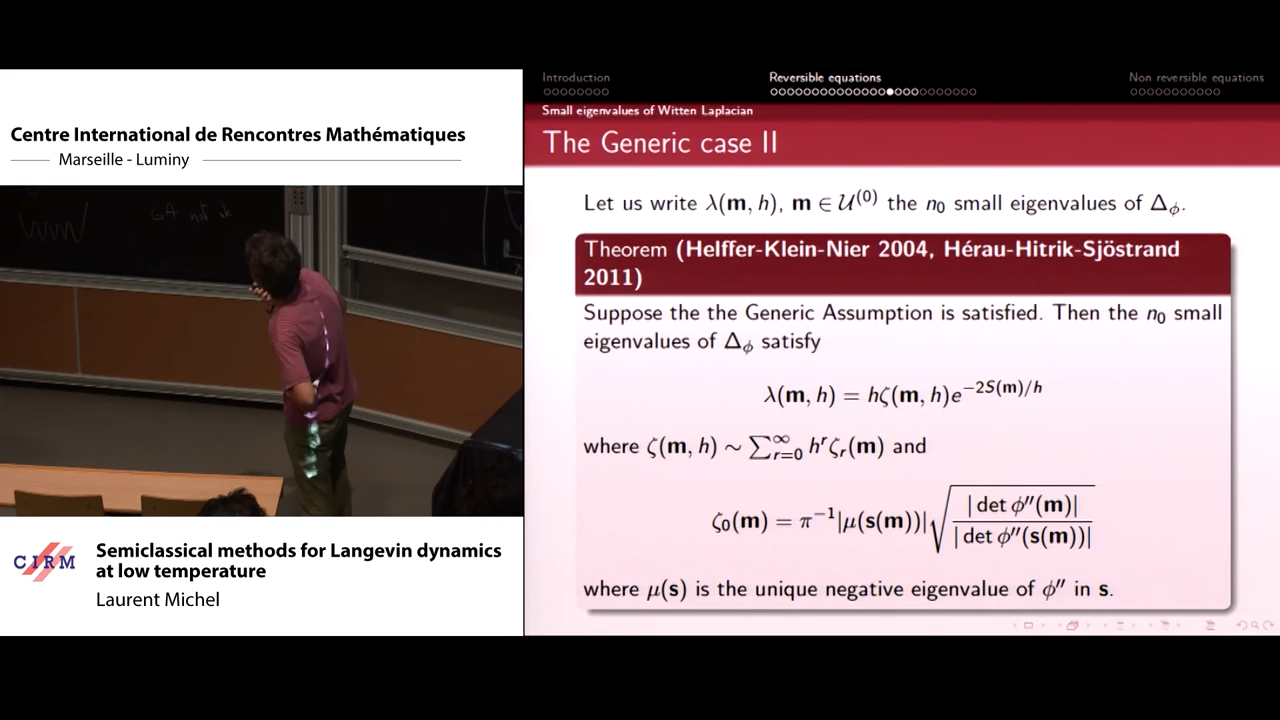 Centre International de Rencontres Mathématiques
Marseille - Luminy
GA not ok
CIRM
Semiclassical methods for Langevin dynamics
at low temperature
Laurent Michel
Introduction Reversible equations Non reversible equations
Small eigenvalues of Witten Laplacian
The Generic case II
Let us write λ(m, h), m ∈ 𝒰⁽⁰⁾ the n₀ small eigenvalues of Δ_ϕ.
Theorem (Helffer-Klein-Nier 2004, Hérau-Hitrik-Sjöstrand
2011)
Suppose the the Generic Assumption is satisfied. Then the n₀ small
eigenvalues of Δ_ϕ satisfy
λ(m, h) = hζ(m, h)e^{−2S(m)/h}
where ζ(m, h) ∼ ∑_{r=0}^{∞} h^r ζ_r(m) and
ζ₀(m) = π⁻¹|μ(s(m))|√(|det ϕ′′(m)| / |det ϕ′′(s(m))|)
where μ(s) is the unique negative eigenvalue of ϕ′′ in s.